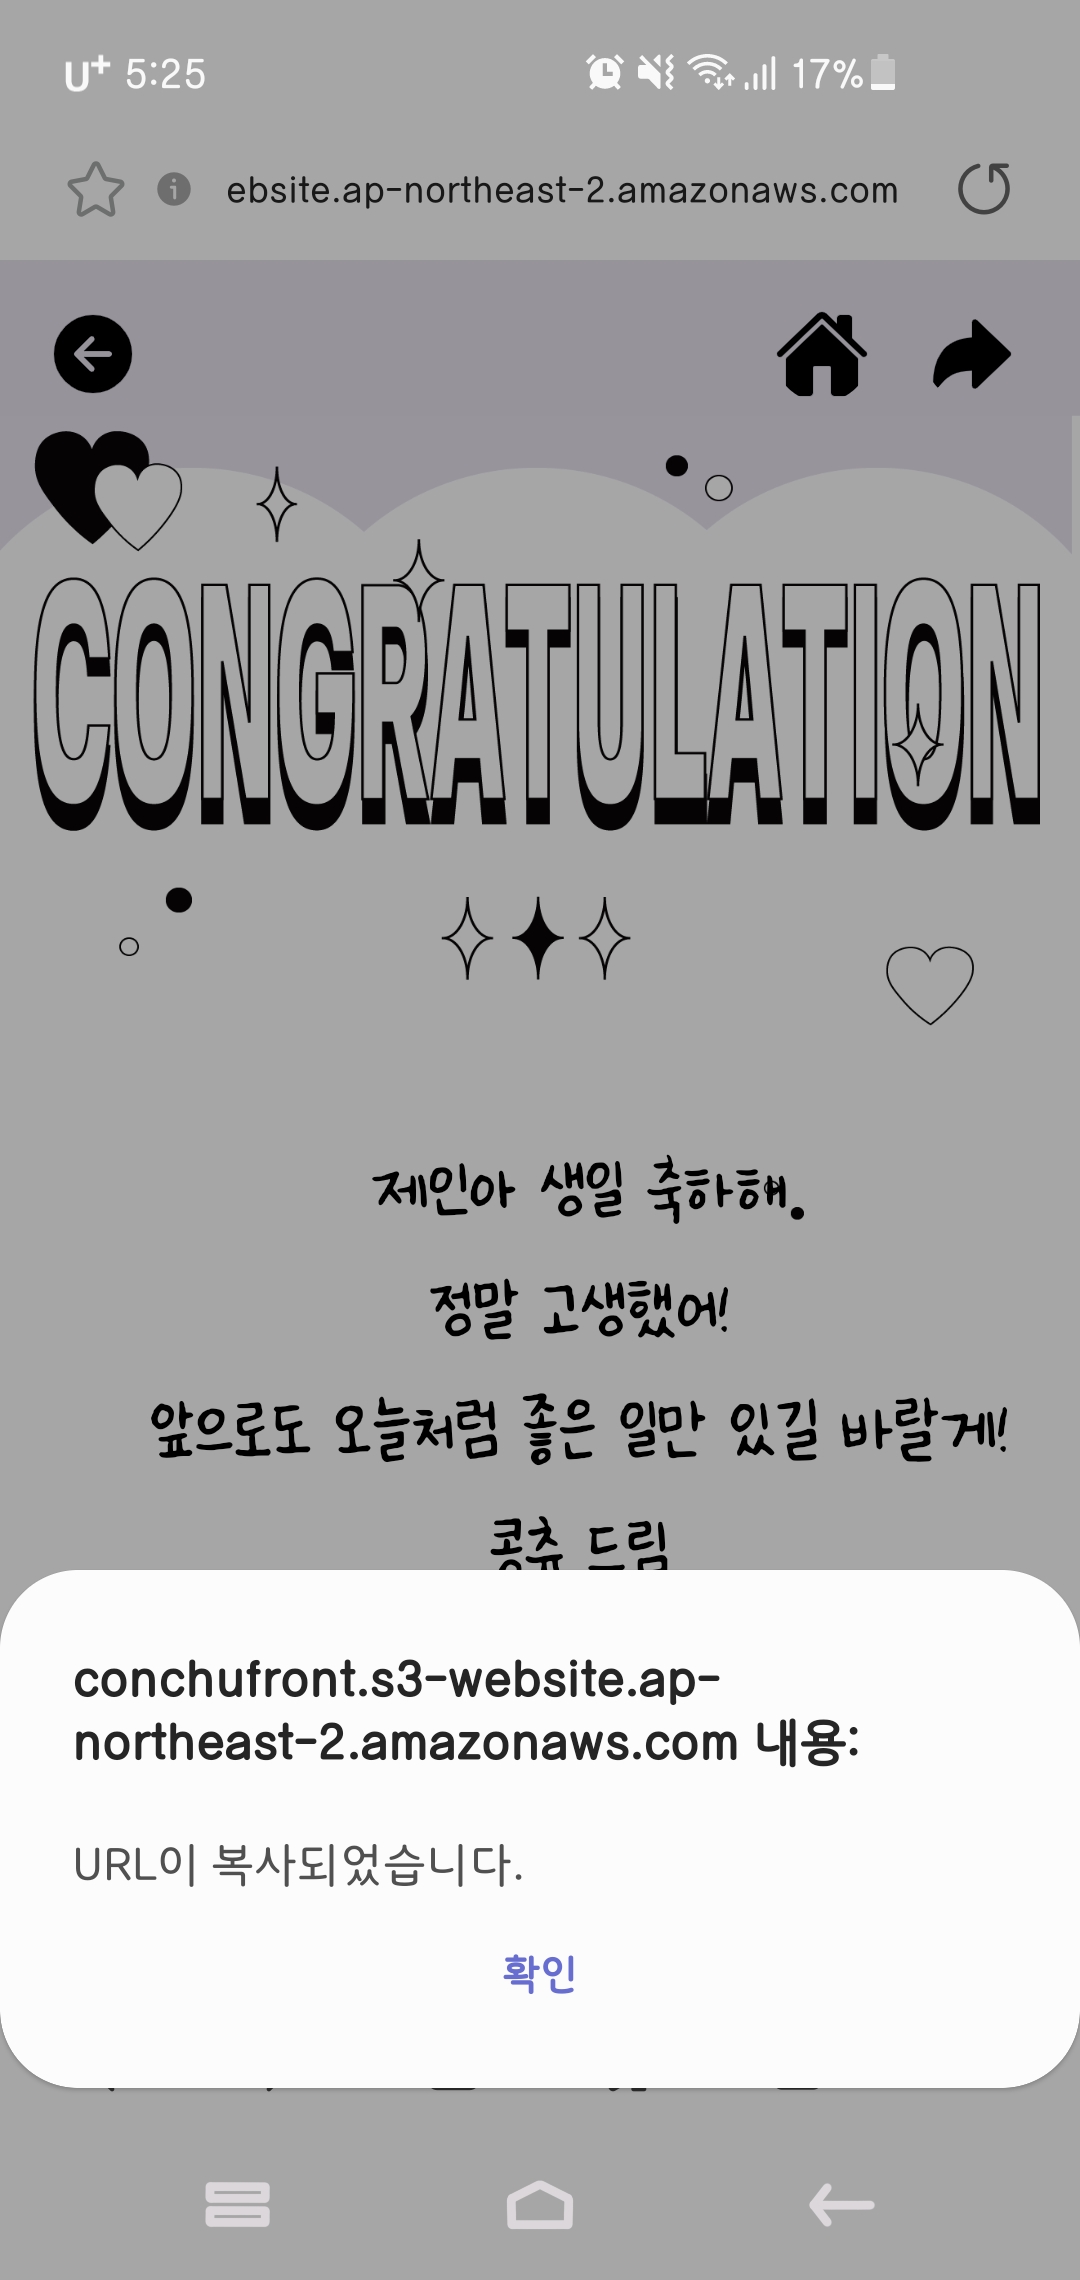 U+ 5:25 17%
ebsite.ap-northeast-2.amazonaws.com
CONGRATULATION
제인아 생일 축하해.
정말 고생했어!
앞으로도 오늘처럼 좋은 일만 있길 바랄게!
콩츄 드림
conchufront.s3-website.ap-
northeast-2.amazonaws.com 내용:
URL이 복사되었습니다.
확인